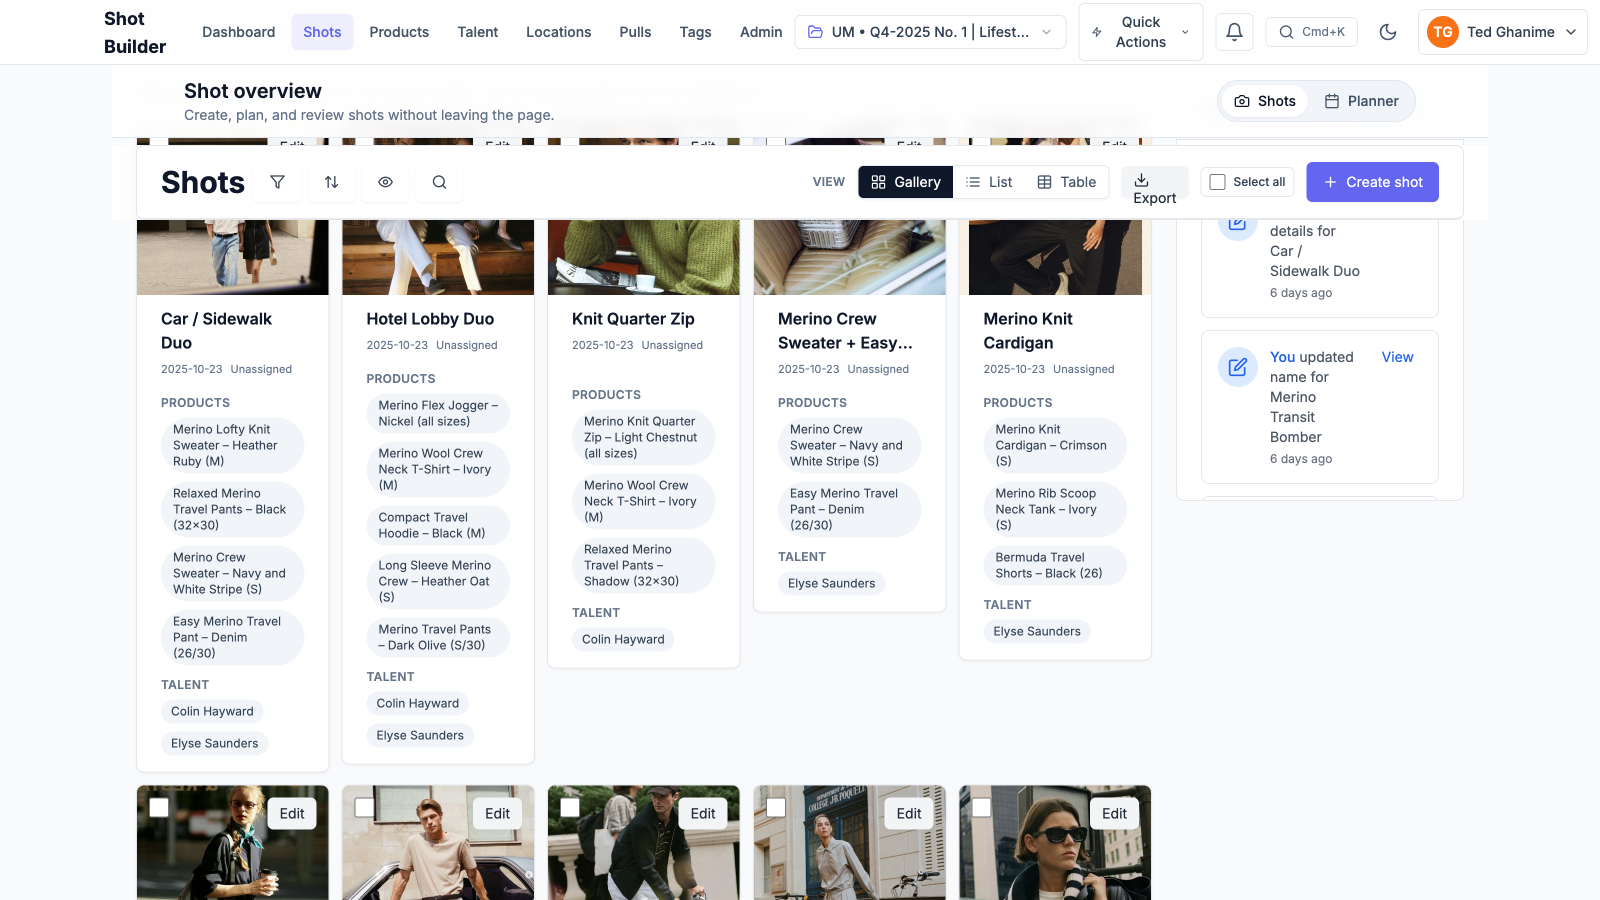 Shot
Builder
Dashboard
Shots
Products
Talent
Locations
Pulls
Tags
Admin
UM • Q4-2025 No. 1 | Lifest...
Quick
Actions
Cmd+K
TG
Ted Ghanime
Shot overview
Create, plan, and review shots without leaving the page.
Shots
Planner
Edit
Edit
Edit
Edit
Edit
Shots
VIEW
Gallery
List
Table
Export
Select all
Create shot
Car / Sidewalk
Duo
2025-10-23 Unassigned
PRODUCTS
Merino Lofty Knit
Sweater – Heather
Ruby (M)
Relaxed Merino
Travel Pants – Black
(32×30)
Merino Crew
Sweater – Navy and
White Stripe (S)
Easy Merino Travel
Pant – Denim
(26/30)
TALENT
Colin Hayward
Elyse Saunders
Hotel Lobby Duo
2025-10-23 Unassigned
PRODUCTS
Merino Flex Jogger –
Nickel (all sizes)
Merino Wool Crew
Neck T-Shirt – Ivory
(M)
Compact Travel
Hoodie – Black (M)
Long Sleeve Merino
Crew – Heather Oat
(S)
Merino Travel Pants
– Dark Olive (S/30)
TALENT
Colin Hayward
Elyse Saunders
Knit Quarter Zip
2025-10-23 Unassigned
PRODUCTS
Merino Knit Quarter
Zip – Light Chestnut
(all sizes)
Merino Wool Crew
Neck T-Shirt – Ivory
(M)
Relaxed Merino
Travel Pants –
Shadow (32×30)
TALENT
Colin Hayward
Merino Crew
Sweater + Easy...
2025-10-23 Unassigned
PRODUCTS
Merino Crew
Sweater – Navy and
White Stripe (S)
Easy Merino Travel
Pant – Denim
(26/30)
TALENT
Elyse Saunders
Merino Knit
Cardigan
2025-10-23 Unassigned
PRODUCTS
Merino Knit
Cardigan – Crimson
(S)
Merino Rib Scoop
Neck Tank – Ivory
(S)
Bermuda Travel
Shorts – Black (26)
TALENT
Elyse Saunders
details for
Car /
Sidewalk Duo
6 days ago
You updated
name for
Merino
Transit
Bomber
6 days ago
View
Edit
Edit
Edit
Edit
Edit